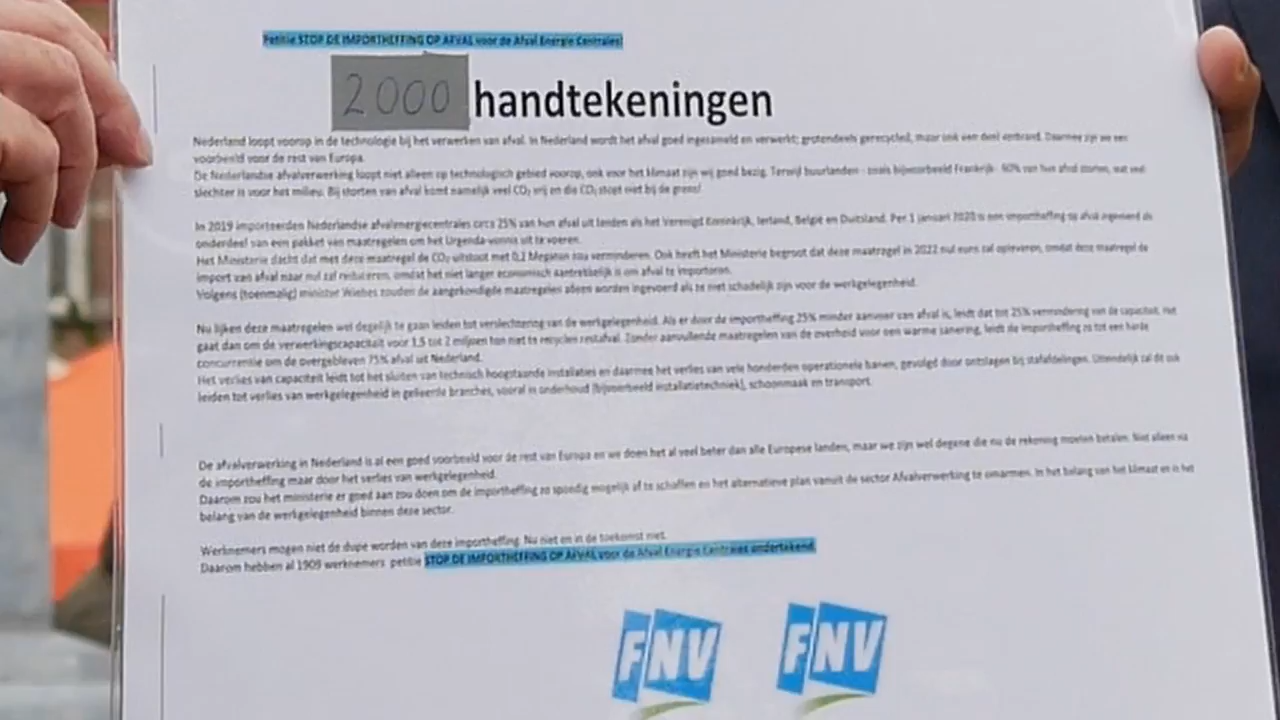 Petitie STOP DE IMPORTHEFFING OP AFVAL voor de Afval Energie Centrales!
2000 handtekeningen
Nederland loopt voorop in de technologie bij het verwerken van afval. In Nederland wordt het afval goed ingezameld en verwerkt; grotendeels gerecycled, maar ook een deel verbrand. Daarmee zijn we een
voorbeeld voor de rest van Europa.
De Nederlandse afvalverwerking loopt niet alleen op technologisch gebied voorop, ook voor het klimaat zijn wij goed bezig. Terwijl buurlanden - zoals bijvoorbeeld Frankrijk - 60% van hun afval storten, wat veel
slechter is voor het milieu. Bij storten van afval komt namelijk veel CO₂ vrij en die CO₂ stopt niet bij de grens!
In 2019 importeerden Nederlandse afvalenergiecentrales circa 25% van hun afval uit landen als het Verenigd Koninkrijk, Ierland, België en Duitsland. Per 1 januari 2020 is een importheffing op afval ingevoerd als
onderdeel van een pakket van maatregelen om het Urgenda-vonnis uit te voeren.
Het Ministerie dacht dat met deze maatregel de CO₂ uitstoot met 0,2 Megaton zou verminderen. Ook heeft het Ministerie begroot dat deze maatregel in 2022 nul euro zal opleveren, omdat deze maatregel de
import van afval naar nul zal reduceren, omdat het niet langer economisch aantrekkelijk is om afval te importeren.
Volgens (toenmalig) minister Wiebes zouden de aangekondigde maatregelen alleen worden ingevoerd als ze niet schadelijk zijn voor de werkgelegenheid.
Nu lijken deze maatregelen wel degelijk te gaan leiden tot verslechtering van de werkgelegenheid. Als er door de importheffing 25% minder aanvoer van afval is, leidt dat tot 25% vermindering van de capaciteit. Het
gaat dan om de verwerkingscapaciteit voor 1,5 tot 2 miljoen ton niet te recyclen restafval. Zonder aanvullende maatregelen van de overheid voor een warme sanering, leidt de importheffing zo tot een harde
concurrentie om de overgebleven 75% afval uit Nederland.
Het verlies van capaciteit leidt tot het sluiten van technisch hoogstaande installaties en daarmee het verlies van vele honderden operationele banen, gevolgd door ontslagen bij stafafdelingen. Uiteindelijk zal dit ook
leiden tot verlies van werkgelegenheid in gelieerde branches, vooral in onderhoud (bijvoorbeeld installatietechniek), schoonmaak en transport.
De afvalverwerking in Nederland is al een goed voorbeeld voor de rest van Europa en we doen het al veel beter dan alle Europese landen, maar we zijn wel degene die nu de rekening moeten betalen. Niet alleen via
de importheffing maar door het verlies van werkgelegenheid.
Daarom zou het ministerie er goed aan zou doen om de importheffing zo spoedig mogelijk af te schaffen en het alternatieve plan vanuit de sector Afvalverwerking te omarmen. In het belang van het klimaat en in het
belang van de werkgelegenheid binnen deze sector.
Werknemers mogen niet de dupe worden van deze importheffing. Nu niet en in de toekomst niet.
Daarom hebben al 1909 werknemers petitie STOP DE IMPORTHEFFING OP AFVAL voor de Afval Energie Centrales ondertekend.
FNV FNV